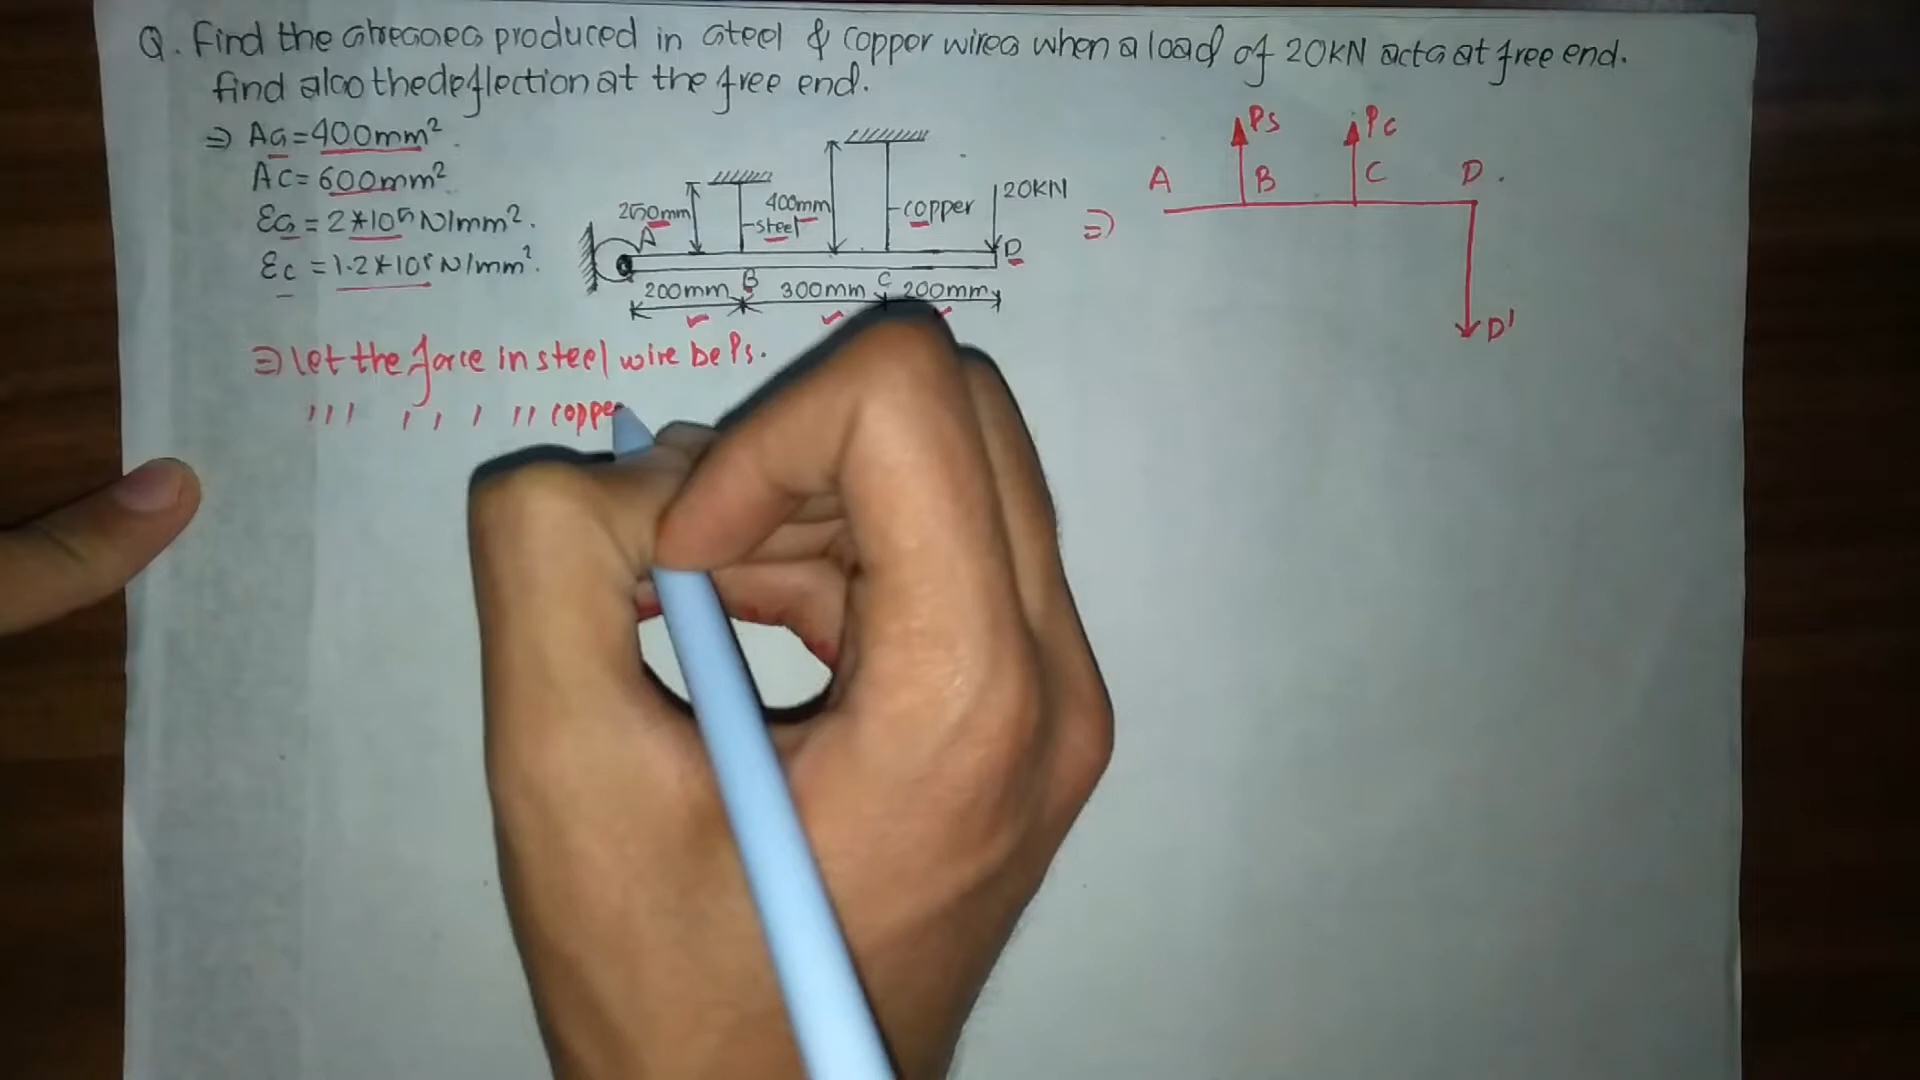 Q. Find the stresses produced in steel & copper wires when a load of 20KN acts at free end.
find also the deflection at the free end.
⇒ As=400mm²
Ac=600mm²
Es = 2*10⁵ N/mm².
Ec = 1.2*10⁵ N/mm².
250mm
steel
400mm
copper
20KN
A
B
C
D
200mm
300mm
200mm
⇒
Ps
Pc
A
B
C
D
D'
⇒ let the force in steel wire be Ps.
''' ' ' ' '' copper